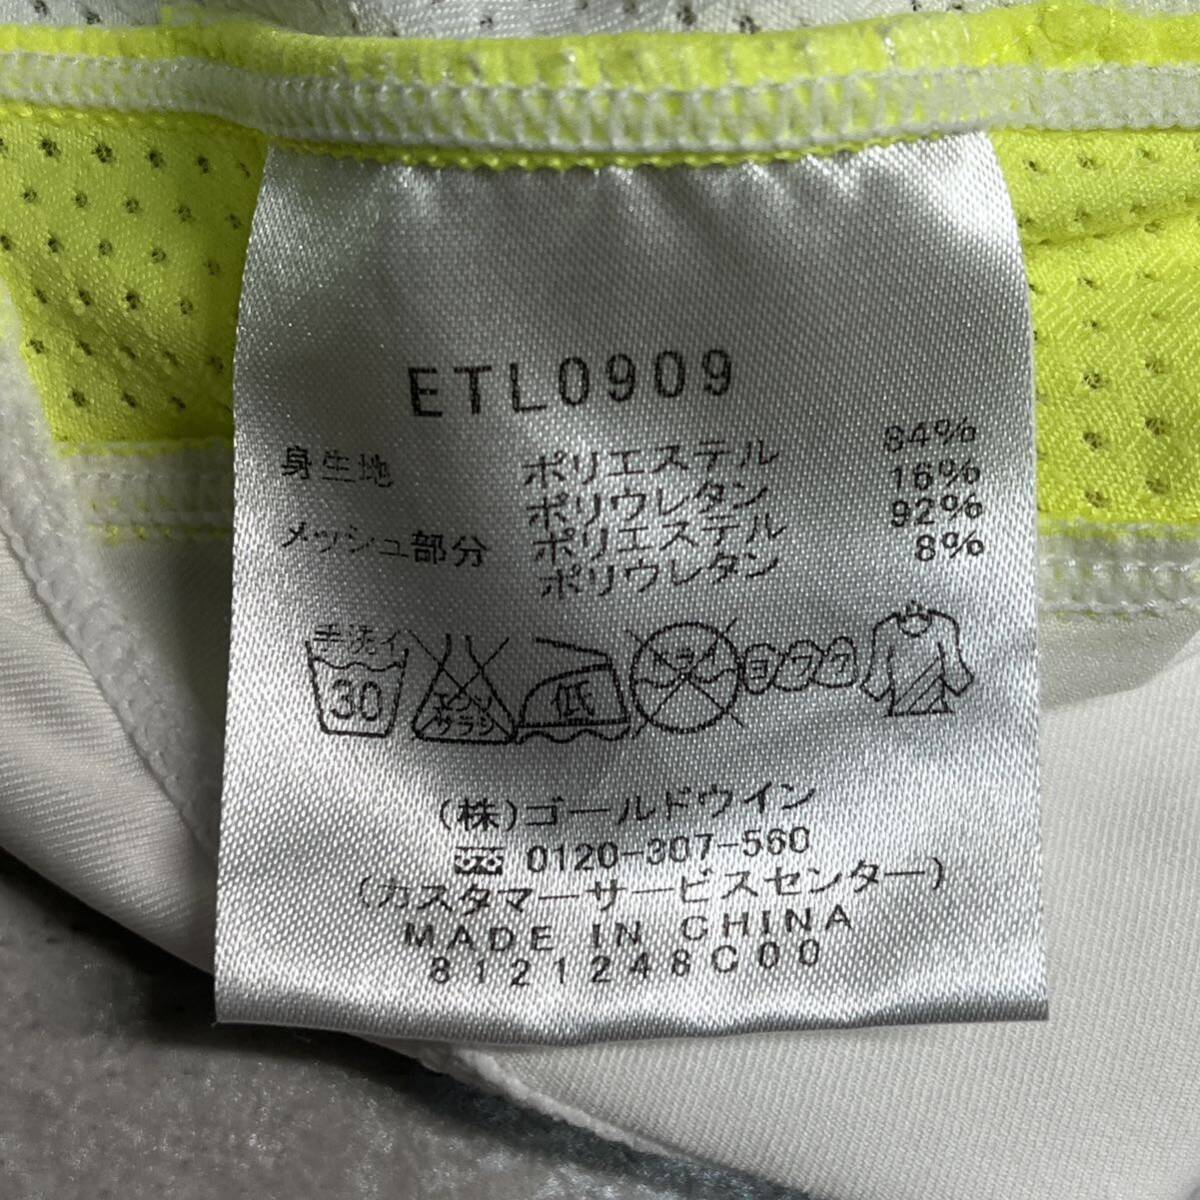 ETL0909
身生地 ポリエステル 84%
ポリウレタン 16%
メッシュ部分 ポリエステル 92%
ポリウレタン 8%
手洗イ 30 エンソ サラシ 低 ドライ ヨワク
(株)ゴールドウイン
0120-307-560
(カスタマーサービスセンター)
MADE IN CHINA
8121248C00